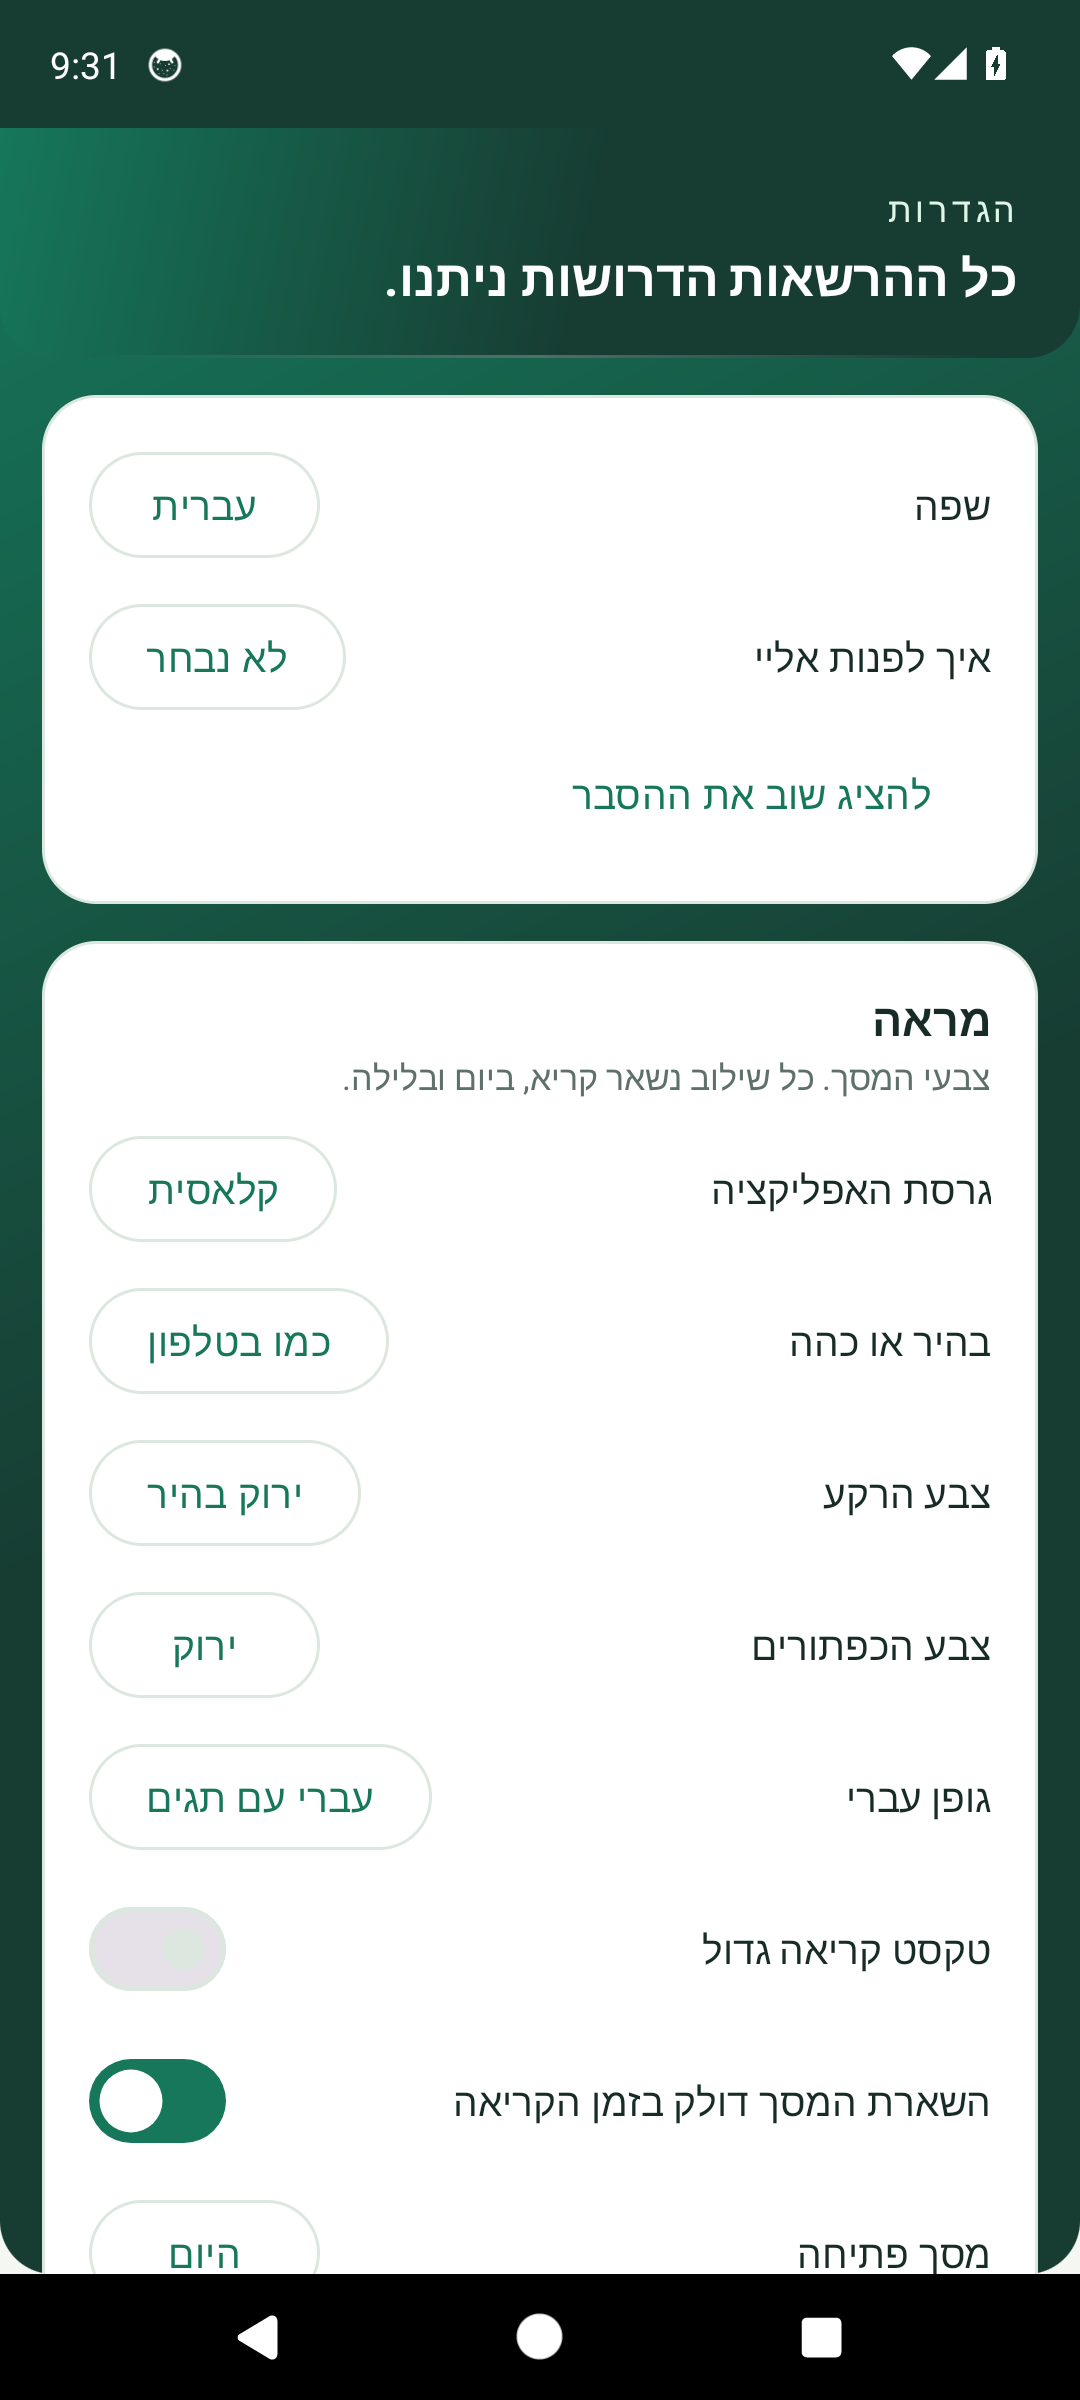 9:31
הגדרות
כל ההרשאות הדרושות ניתנו.
שפה
עברית
איך לפנות אליי
לא נבחר
להציג שוב את ההסבר
מראה
צבעי המסך. כל שילוב נשאר קריא, ביום ובלילה.
גרסת האפליקציה
קלאסית
בהיר או כהה
כמו בטלפון
צבע הרקע
ירוק בהיר
צבע הכפתורים
ירוק
גופן עברי
עברי עם תגים
טקסט קריאה גדול
השארת המסך דולק בזמן הקריאה
מסך פתיחה
היום